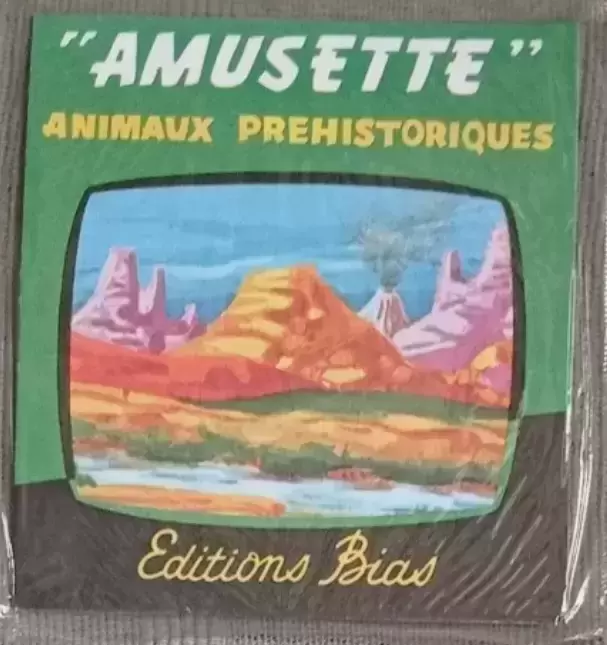 "AMUSETTE"
ANIMAUX PREHISTORIQUES
Editions Bias